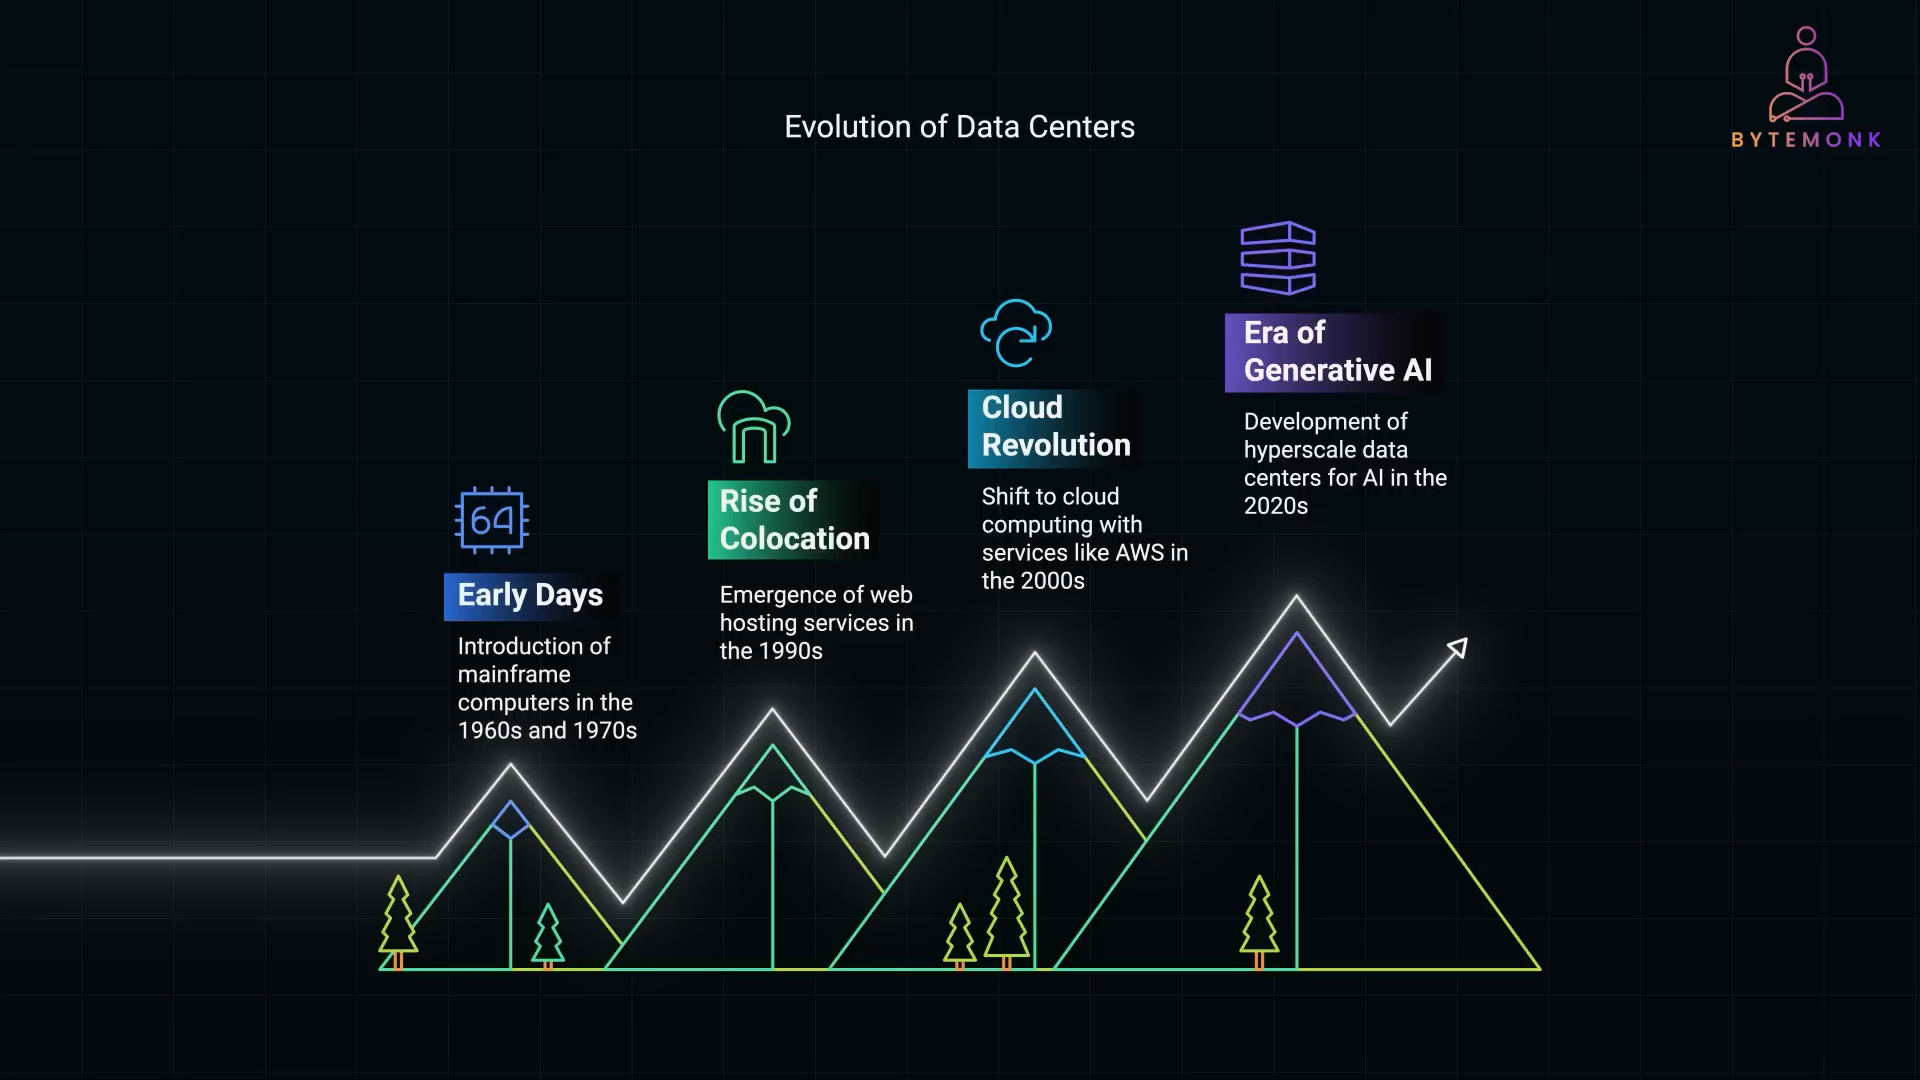 Evolution of Data Centers
BYTEMONK
Era of
Generative AI
Development of
hyperscale data
centers for AI in the
2020s
Cloud
Revolution
Shift to cloud
computing with
services like AWS in
the 2000s
Rise of
Colocation
Emergence of web
hosting services in
the 1990s
64
Early Days
Introduction of
mainframe
computers in the
1960s and 1970s